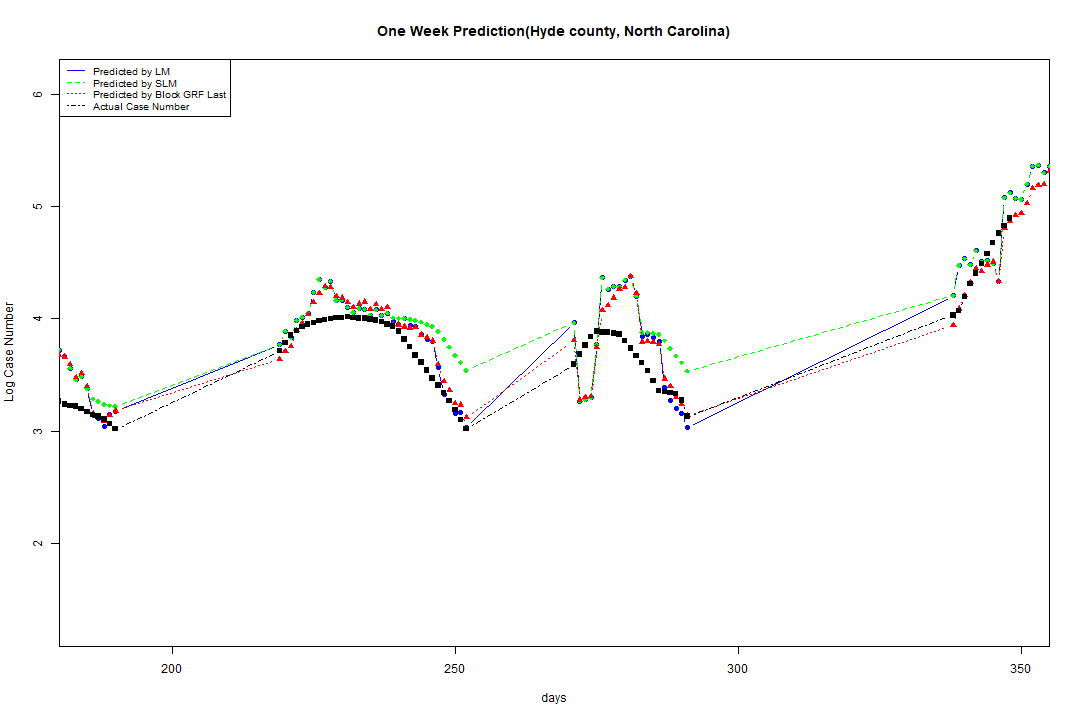 One Week Prediction(Hyde county, North Carolina)
Predicted by LM
Predicted by SLM
Predicted by Block GRF Last
Actual Case Number
Log Case Number
6
5
4
3
2
200
250
300
350
days